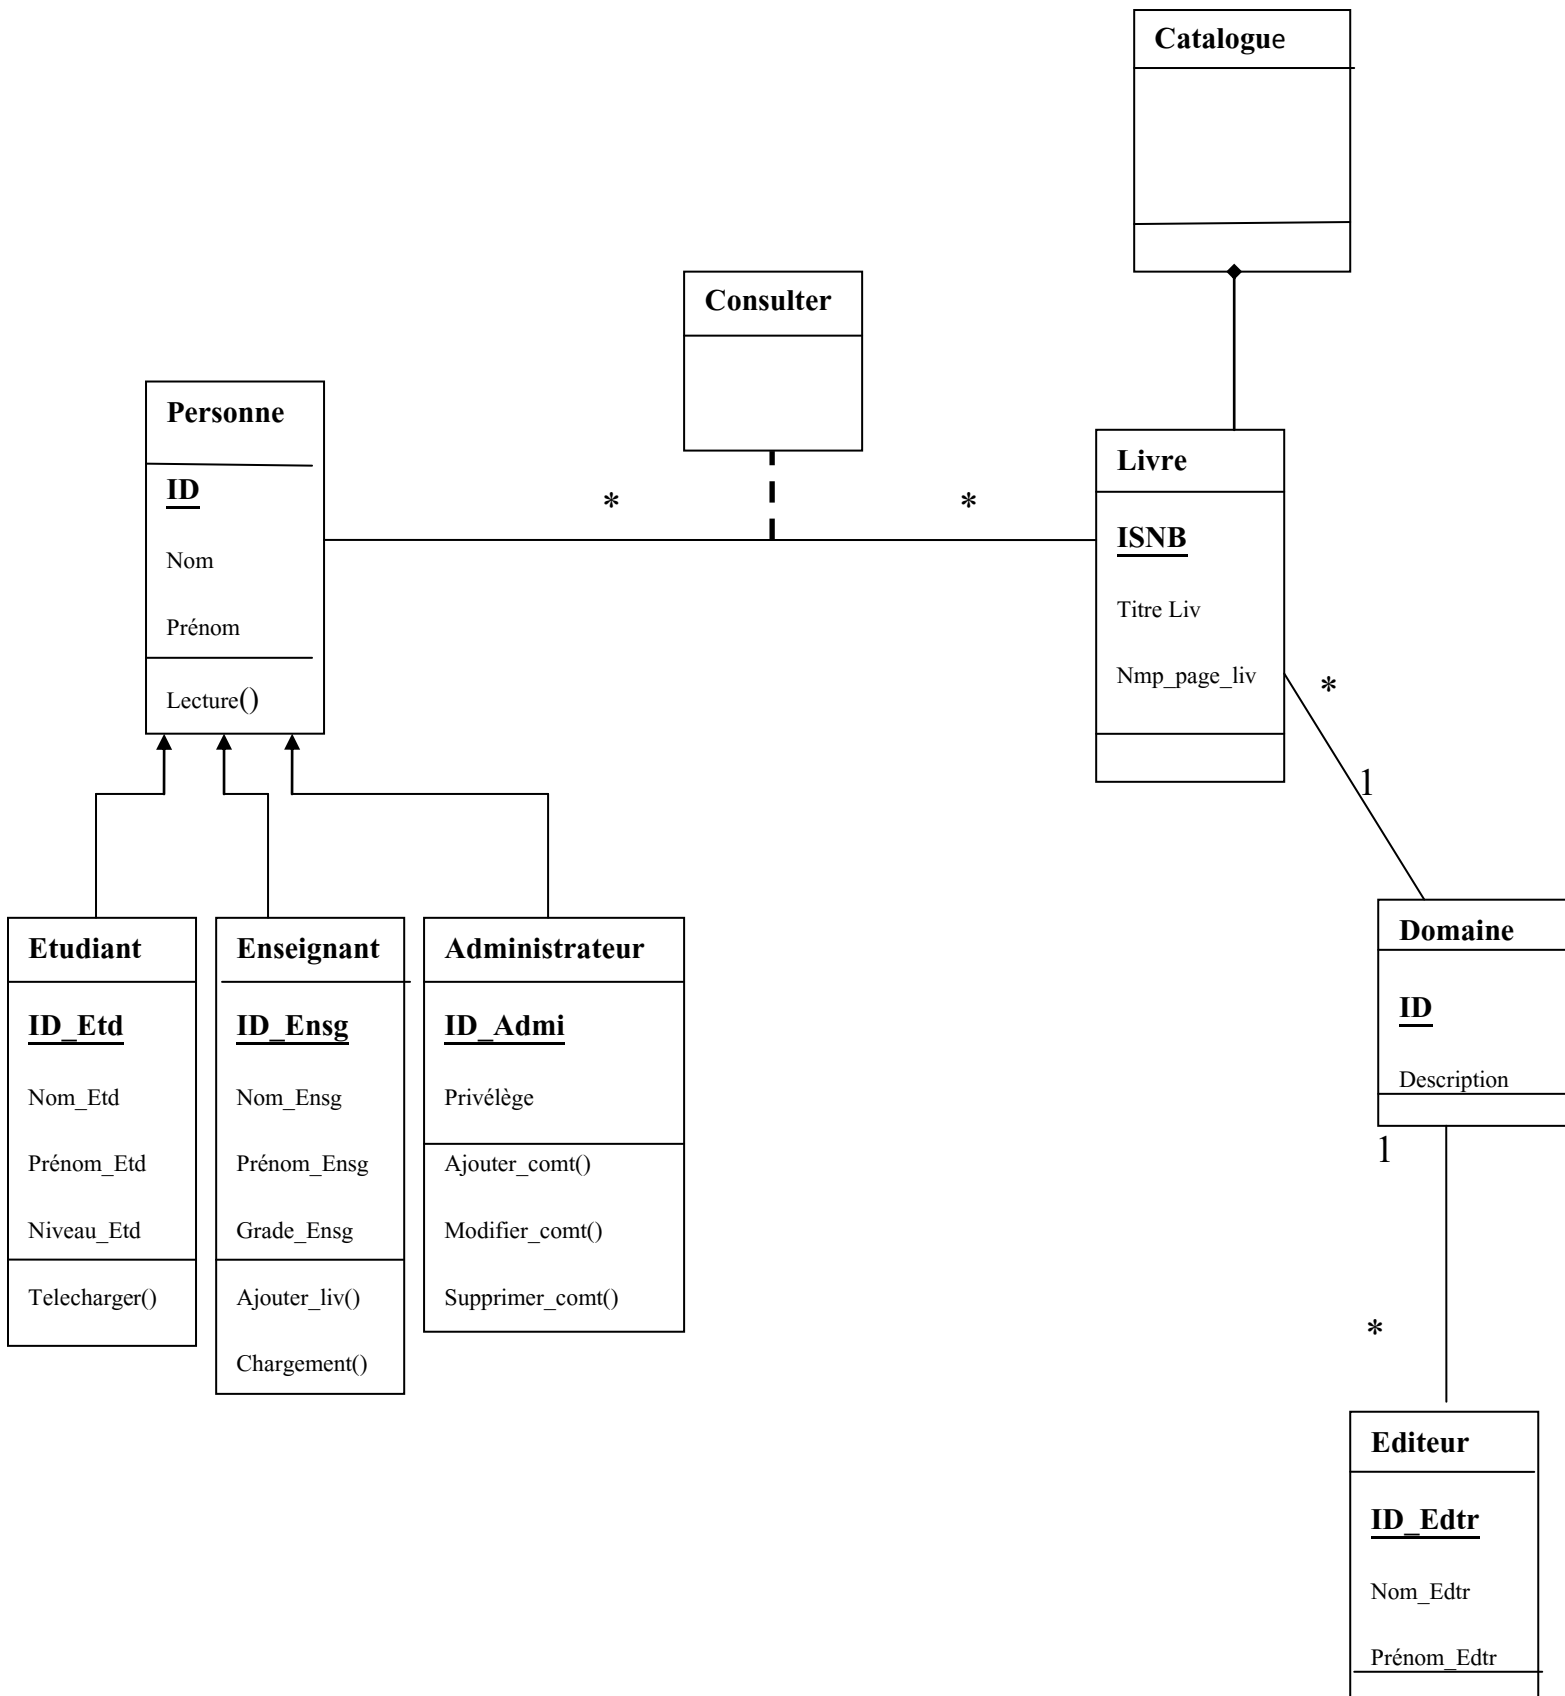 Catalogue
Consulter
Personne
ID
Nom
Prénom
Lecture()
*
*
Livre
ISNB
Titre Liv
Nmp_page_liv
*
1
Etudiant
ID_Etd
Nom_Etd
Prénom_Etd
Niveau_Etd
Telecharger()
Enseignant
ID_Ensg
Nom_Ensg
Prénom_Ensg
Grade_Ensg
Ajouter_liv()
Chargement()
Administrateur
ID_Admi
Privélège
Ajouter_comt()
Modifier_comt()
Supprimer_comt()
Domaine
ID
Description
1
*
Editeur
ID_Edtr
Nom_Edtr
Prénom_Edtr